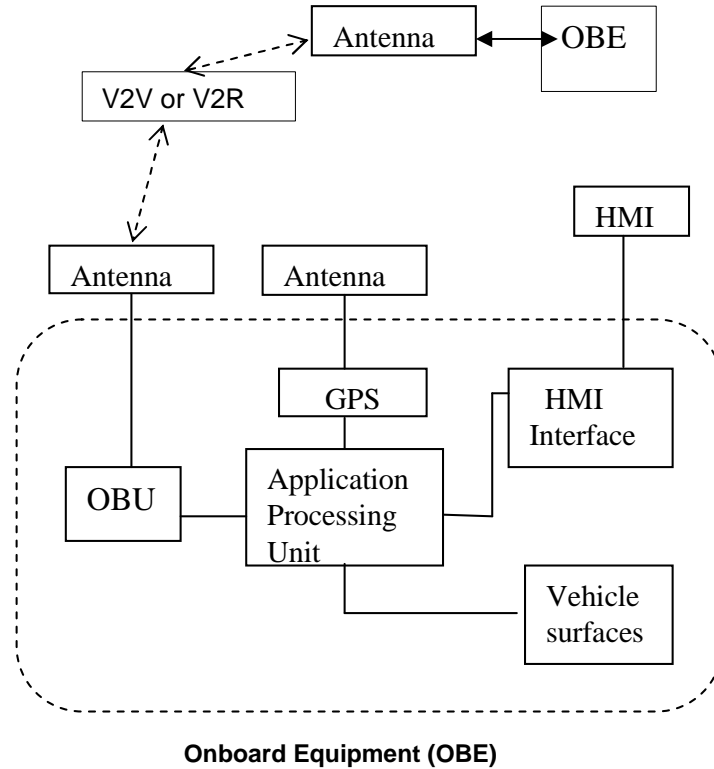 Antenna
OBE
V2V or V2R
HMI
Antenna
Antenna
GPS
HMI
Interface
OBU
Application
Processing
Unit
Vehicle
surfaces
Onboard Equipment (OBE)